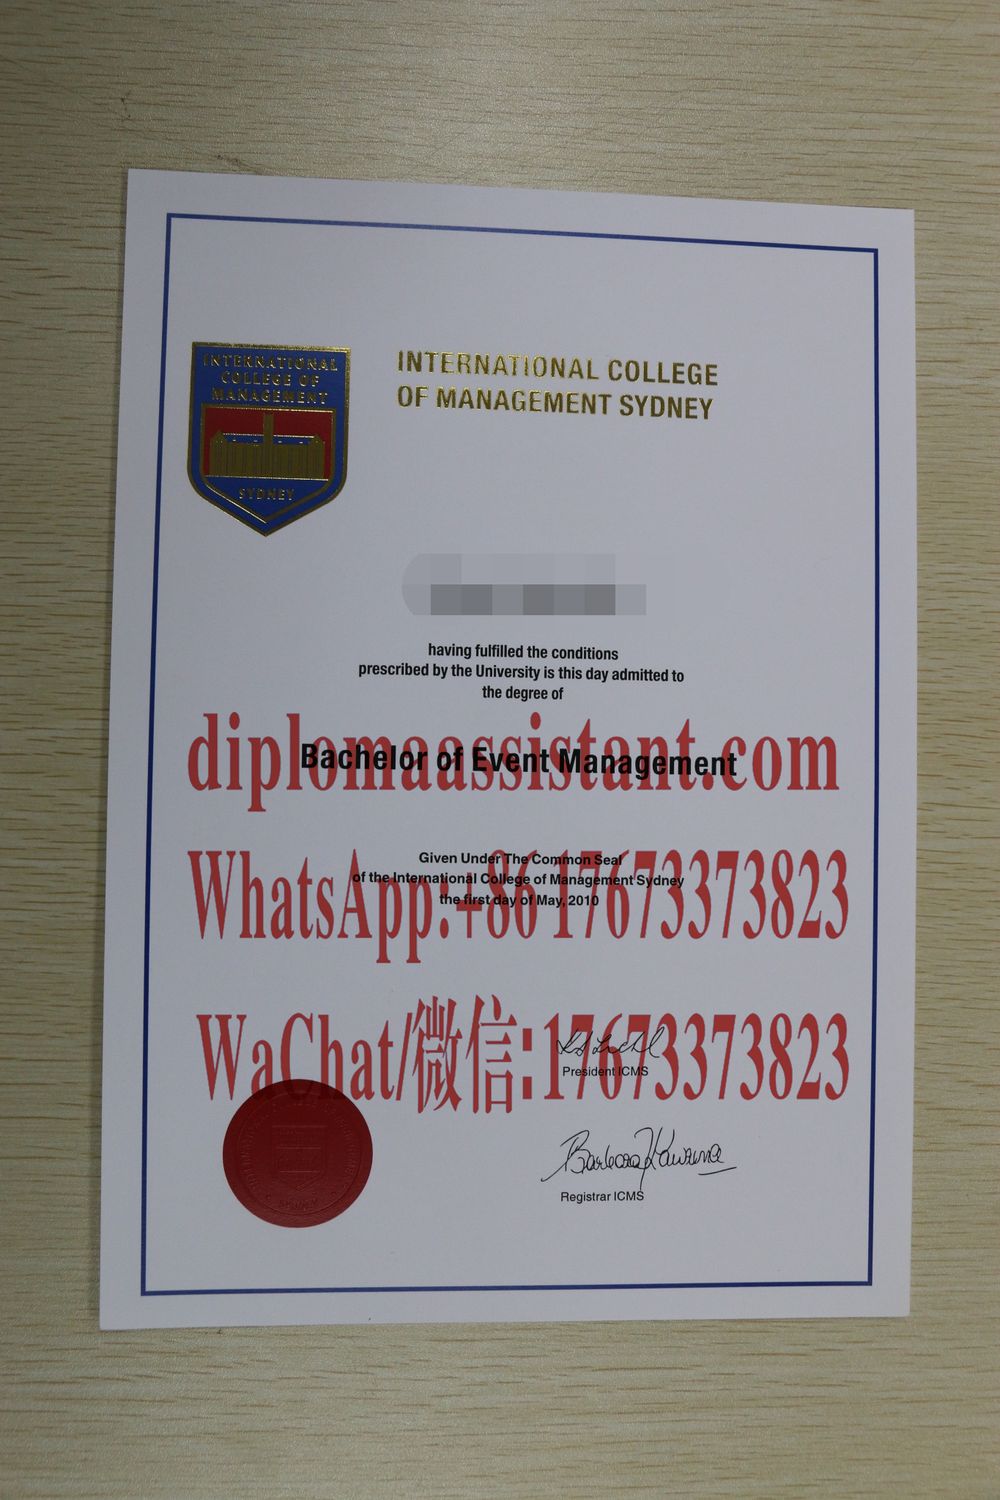 INTERNATIONAL
COLLEGE OF
MANAGEMENT
SYDNEY
INTERNATIONAL COLLEGE
OF MANAGEMENT SYDNEY
having fulfilled the conditions
prescribed by the University is this day admitted to
the degree of
diplomaassistant.com
Bachelor of Event Management
Given Under The Common Seal
WhatsApp:+86 17673373823
of the International College of Management Sydney
the first day of May, 2010
WaChat/微信:17673373823
President ICMS
Registrar ICMS